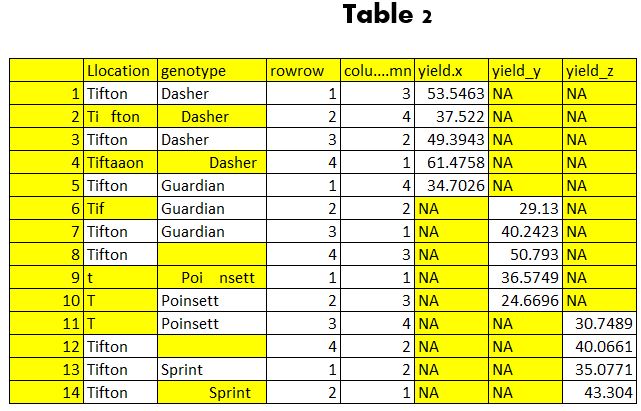 Table 2
Llocation genotype rowrow colu....mn yield.x yield_y yield_z
1 Tifton Dasher 1 3 53.5463 NA NA
2 Ti fton Dasher 2 4 37.522 NA NA
3 Tifton Dasher 3 2 49.3943 NA NA
4 Tiftaaon Dasher 4 1 61.4758 NA NA
5 Tifton Guardian 1 4 34.7026 NA NA
6 Tif Guardian 2 2 NA 29.13 NA
7 Tifton Guardian 3 1 NA 40.2423 NA
8 Tifton 4 3 NA 50.793 NA
9 t Poi nsett 1 1 NA 36.5749 NA
10 T Poinsett 2 3 NA 24.6696 NA
11 T Poinsett 3 4 NA NA 30.7489
12 Tifton 4 2 NA NA 40.0661
13 Tifton Sprint 1 2 NA NA 35.0771
14 Tifton Sprint 2 1 NA NA 43.304